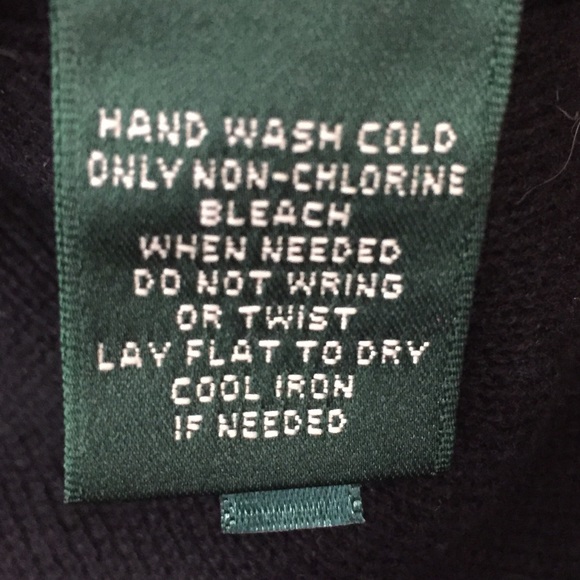 HAND WASH COLD
ONLY NON-CHLORINE
BLEACH
WHEN NEEDED
DO NOT WRING
OR TWIST
LAY FLAT TO DRY
COOL IRON
IF NEEDED